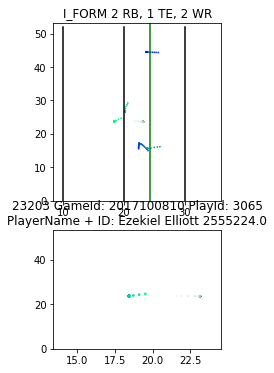 I_FORM 2 RB, 1 TE, 2 WR
50
40
30
20
10
0
10 20 30
23203 GameId: 2017100810 PlayId: 3065
PlayerName + ID: Ezekiel Elliott 2555224.0
40
20
0
15.0 17.5 20.0 22.5